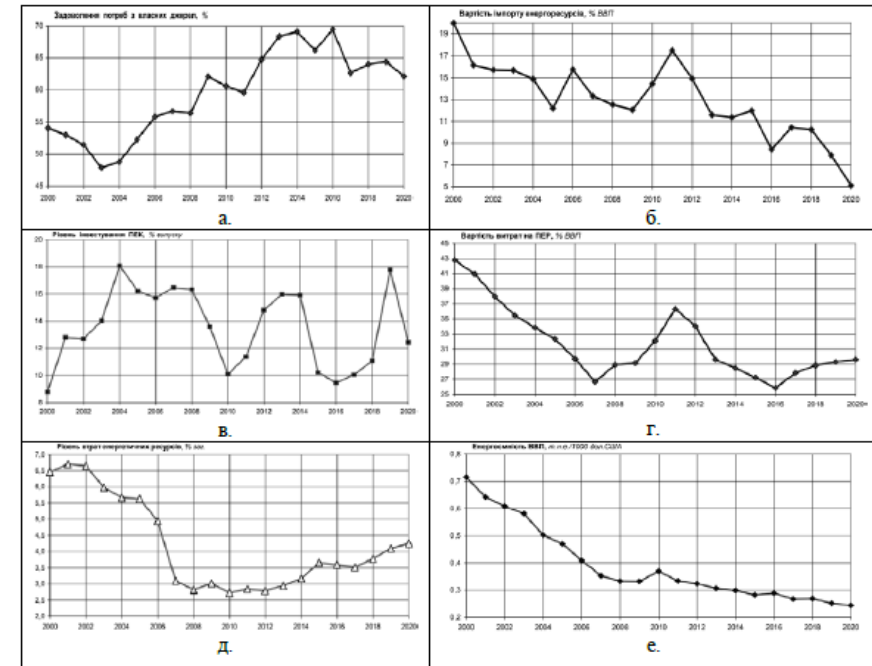 Задоволення потреб з власних джерел, %
70
65
60
55
50
45
2000 2002 2004 2006 2008 2010 2012 2014 2016 2018 2020
а.
Вартість імпорту енергоресурсів, % ВВП
19
17
15
13
11
9
7
5
2000 2002 2004 2006 2008 2010 2012 2014 2016 2018 2020
б.
Рівень інвестування ПЕК, % випуску
20
18
16
14
12
10
8
2000 2002 2004 2006 2008 2010 2012 2014 2016 2018 2020
в.
Вартість витрат на ПЕР, % ВВП
45
43
41
39
37
35
33
31
29
27
25
2000 2002 2004 2006 2008 2010 2012 2014 2016 2018 2020*
г.
Рівень втрат енергетичних ресурсів, % заг.
7,0
6,5
6,0
5,5
5,0
4,5
4,0
3,5
3,0
2,5
2,0
2000 2002 2004 2006 2008 2010 2012 2014 2016 2018 2020
д.
Енергоємність ВВП, т.н.е./1000 дол.США
0,8
0,7
0,6
0,5
0,4
0,3
0,2
2000 2002 2004 2006 2008 2010 2012 2014 2016 2018 2020
е.